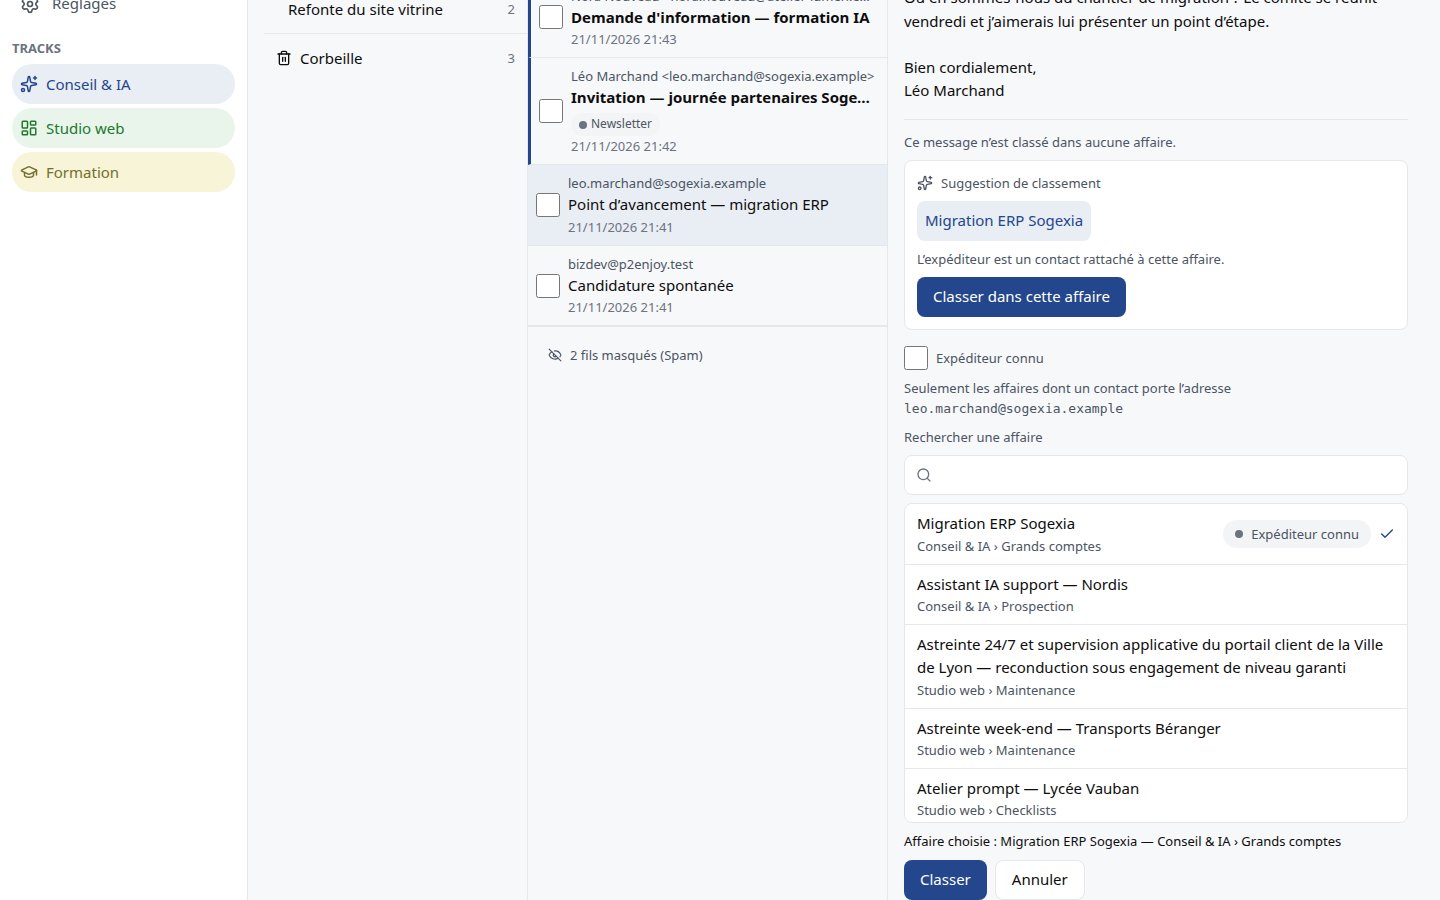 Réglages
TRACKS
Conseil & IA
Studio web
Formation
Refonte du site vitrine 2
Corbeille 3
Demande d'information — formation IA
21/11/2026 21:43
Léo Marchand <leo.marchand@sogexia.example>
Invitation — journée partenaires Soge...
Newsletter
21/11/2026 21:42
leo.marchand@sogexia.example
Point d’avancement — migration ERP
21/11/2026 21:41
bizdev@p2enjoy.test
Candidature spontanée
21/11/2026 21:41
2 fils masqués (Spam)
vendredi et j’aimerais lui présenter un point d’étape.
Bien cordialement,
Léo Marchand
Ce message n’est classé dans aucune affaire.
Suggestion de classement
Migration ERP Sogexia
L’expéditeur est un contact rattaché à cette affaire.
Classer dans cette affaire
Expéditeur connu
Seulement les affaires dont un contact porte l’adresse
leo.marchand@sogexia.example
Rechercher une affaire
Migration ERP Sogexia
Conseil & IA › Grands comptes
Expéditeur connu
Assistant IA support — Nordis
Conseil & IA › Prospection
Astreinte 24/7 et supervision applicative du portail client de la Ville
de Lyon — reconduction sous engagement de niveau garanti
Studio web › Maintenance
Astreinte week-end — Transports Béranger
Studio web › Maintenance
Atelier prompt — Lycée Vauban
Studio web › Checklists
Affaire choisie : Migration ERP Sogexia — Conseil & IA › Grands comptes
Classer
Annuler